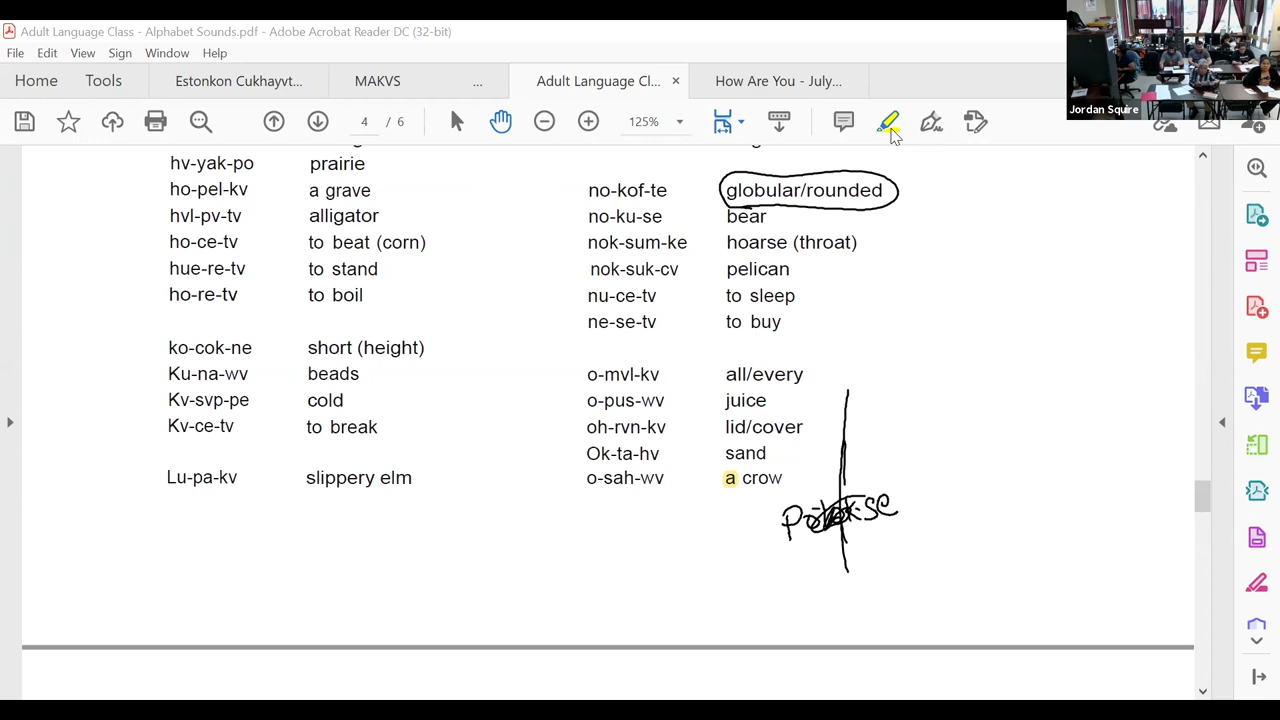 Adult Language Class - Alphabet Sounds.pdf - Adobe Acrobat Reader DC (32-bit)
File Edit View Sign Window Help
Home Tools Estonkon Cukhayvt... MAKVS ... Adult Language Cl... × How Are You - July...
4 / 6 125%
Jordan Squire
hv-yak-po prairie
ho-pel-kv a grave
hvl-pv-tv alligator
ho-ce-tv to beat (corn)
hue-re-tv to stand
ho-re-tv to boil
ko-cok-ne short (height)
Ku-na-wv beads
Kv-svp-pe cold
Kv-ce-tv to break
Lu-pa-kv slippery elm
no-kof-te globular/rounded
no-ku-se bear
nok-sum-ke hoarse (throat)
nok-suk-cv pelican
nu-ce-tv to sleep
ne-se-tv to buy
o-mvl-kv all/every
o-pus-wv juice
oh-rvn-kv lid/cover
Ok-ta-hv sand
o-sah-wv a crow